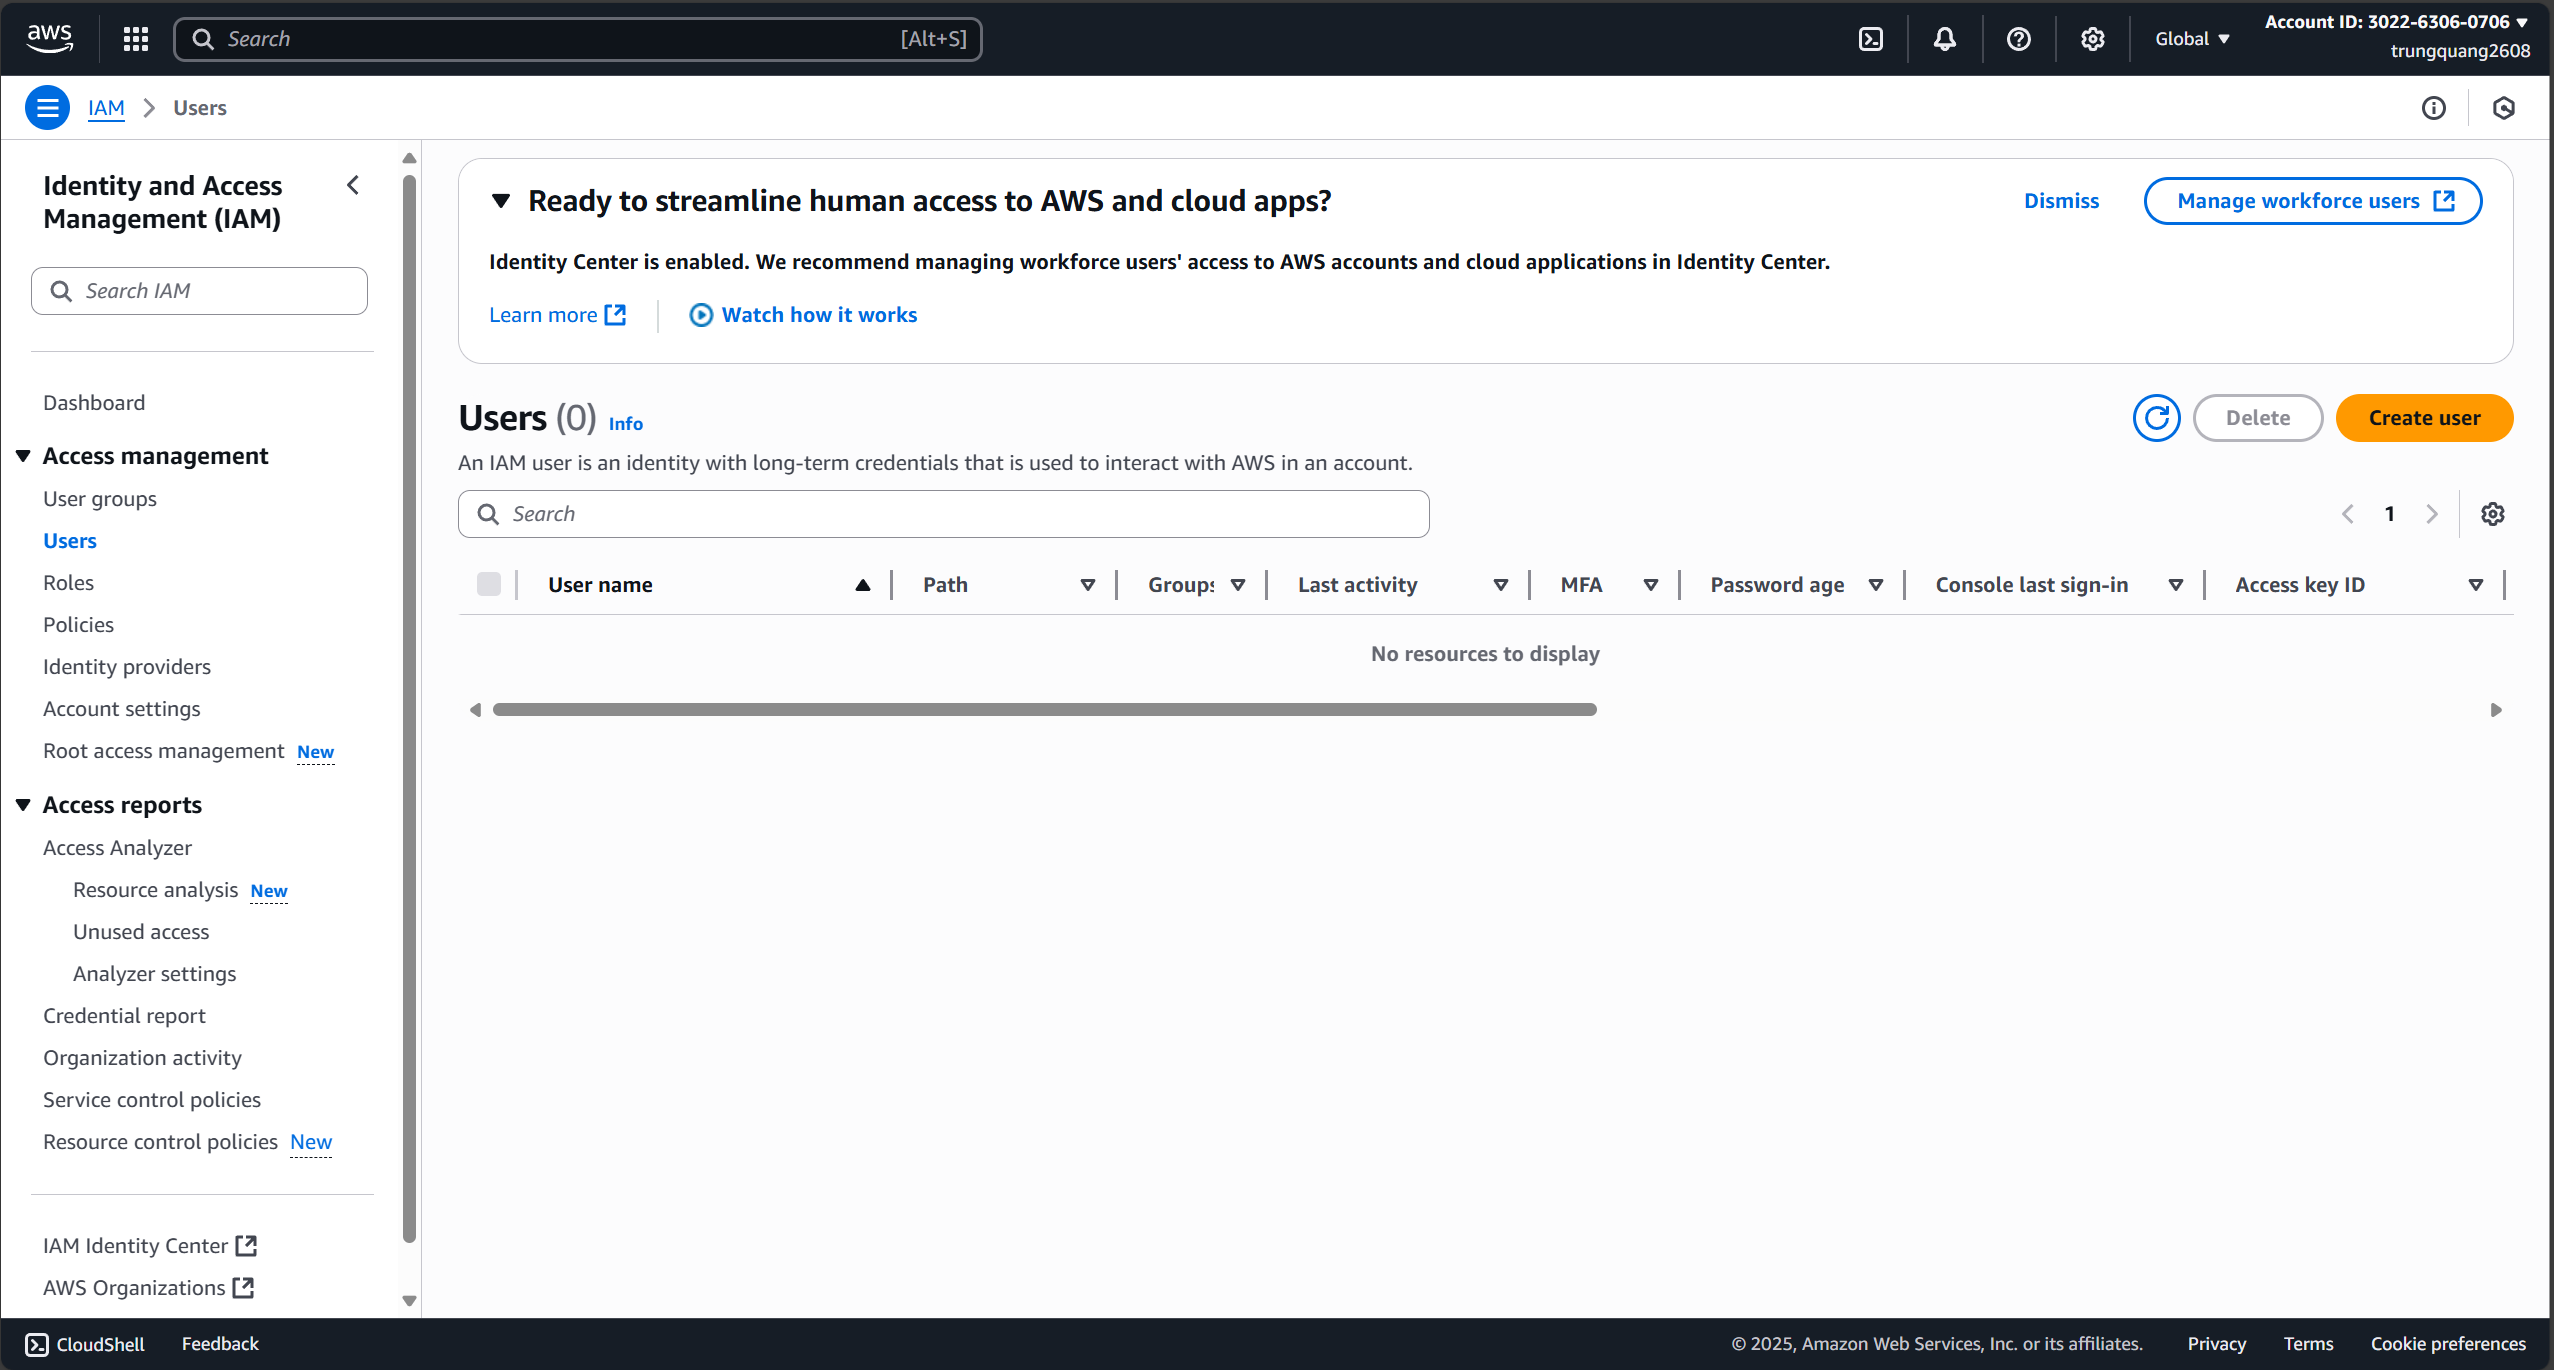 aws
Search [Alt+S]
Global
Account ID: 3022-6306-0706
trungquang2608
IAM > Users
Identity and Access
Management (IAM)
Search IAM
Dashboard
Access management
User groups
Users
Roles
Policies
Identity providers
Account settings
Root access management New
Access reports
Access Analyzer
Resource analysis New
Unused access
Analyzer settings
Credential report
Organization activity
Service control policies
Resource control policies New
IAM Identity Center
AWS Organizations
Ready to streamline human access to AWS and cloud apps?
Dismiss
Manage workforce users
Identity Center is enabled. We recommend managing workforce users' access to AWS accounts and cloud applications in Identity Center.
Learn more
Watch how it works
Users (0) Info
Delete
Create user
An IAM user is an identity with long-term credentials that is used to interact with AWS in an account.
Search
1
User name Path Groups Last activity MFA Password age Console last sign-in Access key ID
No resources to display
CloudShell Feedback
© 2025, Amazon Web Services, Inc. or its affiliates. Privacy Terms Cookie preferences